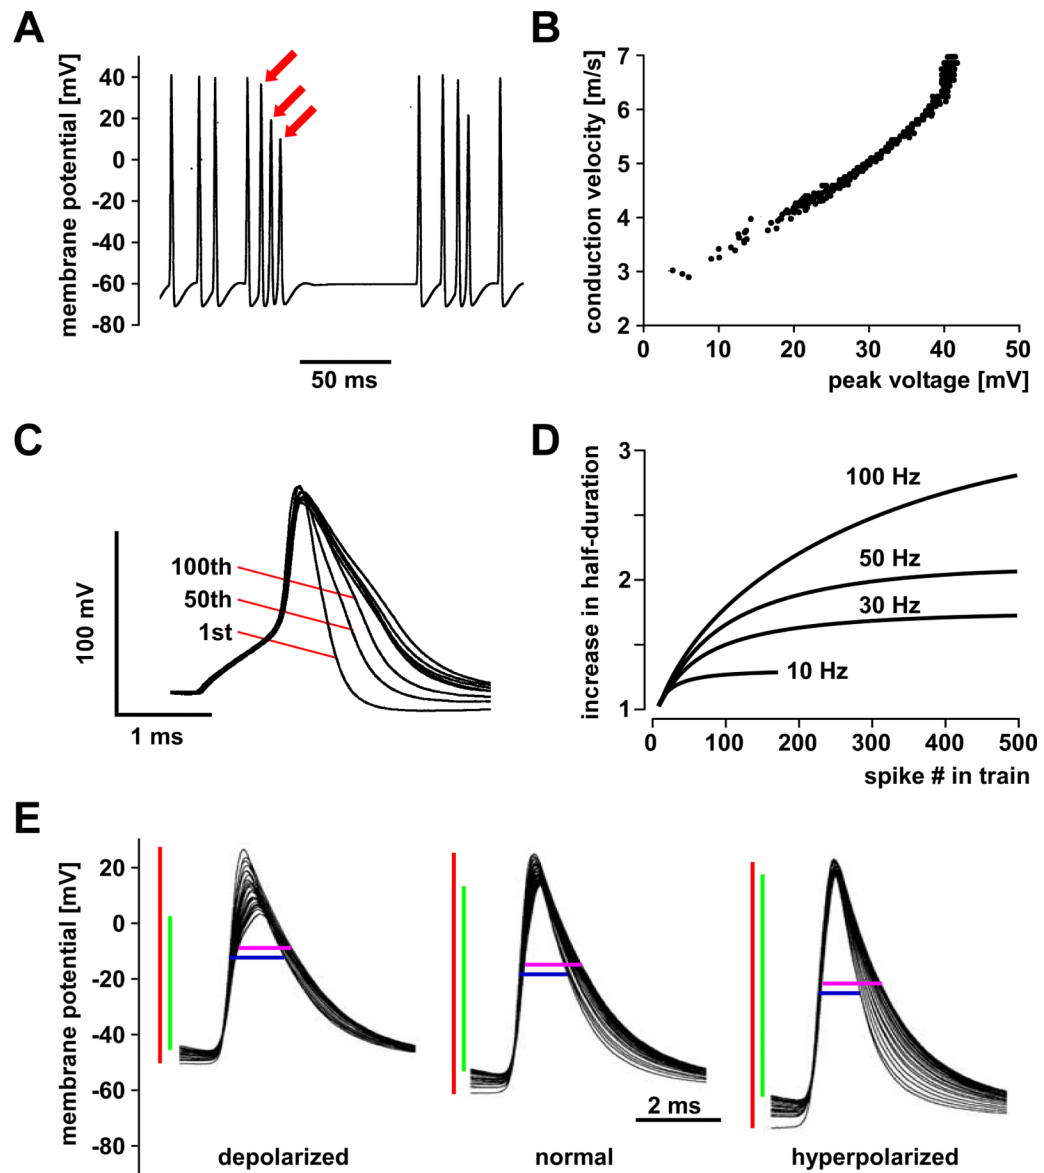 A
membrane potential [mV]
40
20
0
-20
-40
-60
-80
50 ms
B
conduction velocity [m/s]
7
6
5
4
3
2
0 10 20 30 40 50
peak voltage [mV]
C
100 mV
100th
50th
1st
1 ms
D
increase in half-duration
3
2
1
100 Hz
50 Hz
30 Hz
10 Hz
0 100 200 300 400 500
spike # in train
E
membrane potential [mV]
20
0
-20
-40
-60
-80
2 ms
depolarized normal hyperpolarized